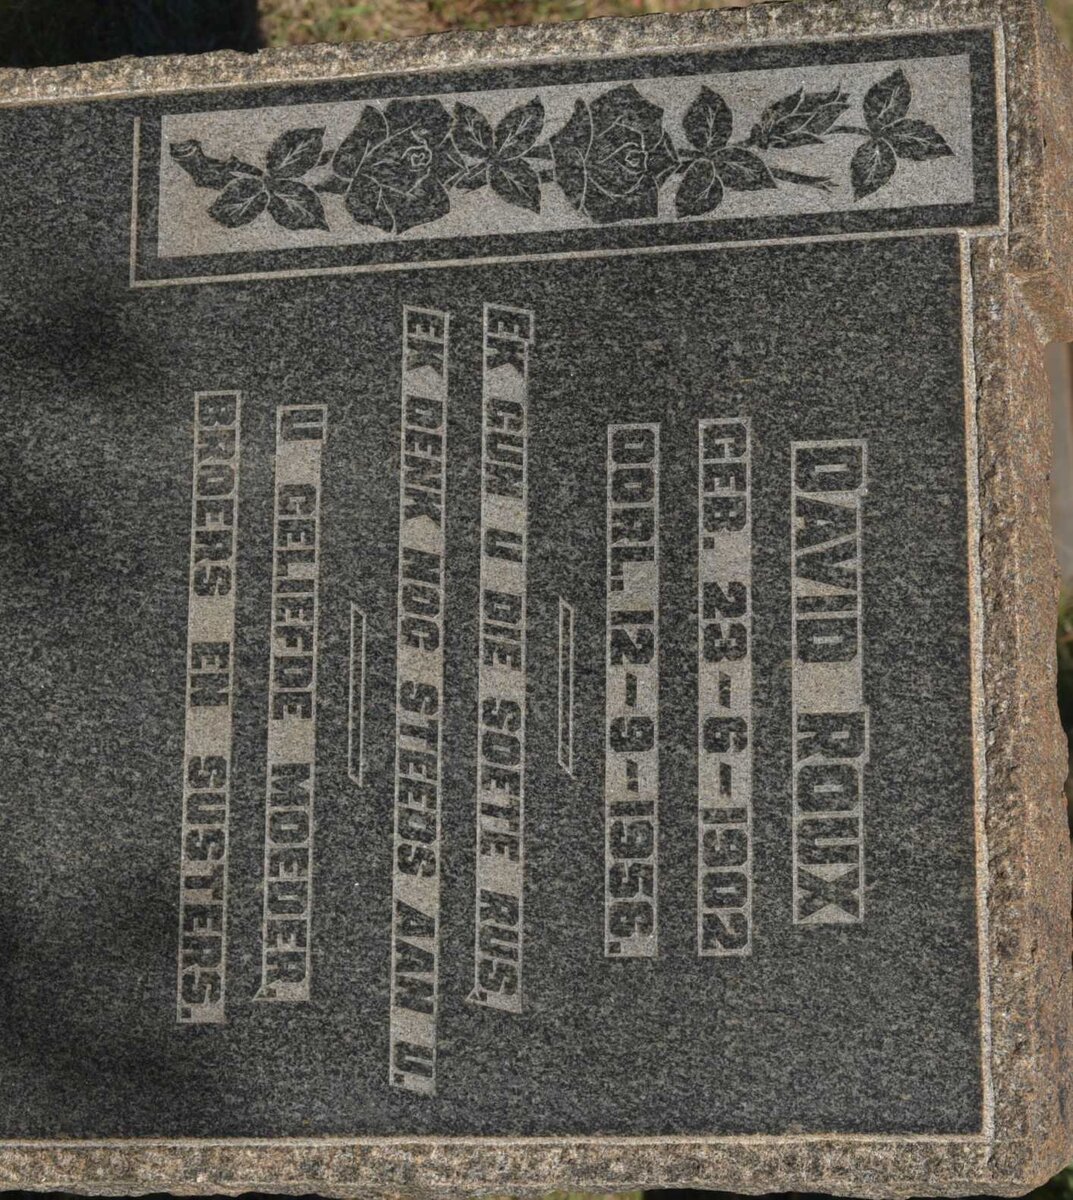 DAVID ROUX
GEB. 23-6-1902
OORL. 12-9-1958.
EK GUN U DIE SOETE RUS,
EK DENK NOG STEEDS AAN U.
U GELIEFDE MOEDER,
BROERS EN SUSTERS.